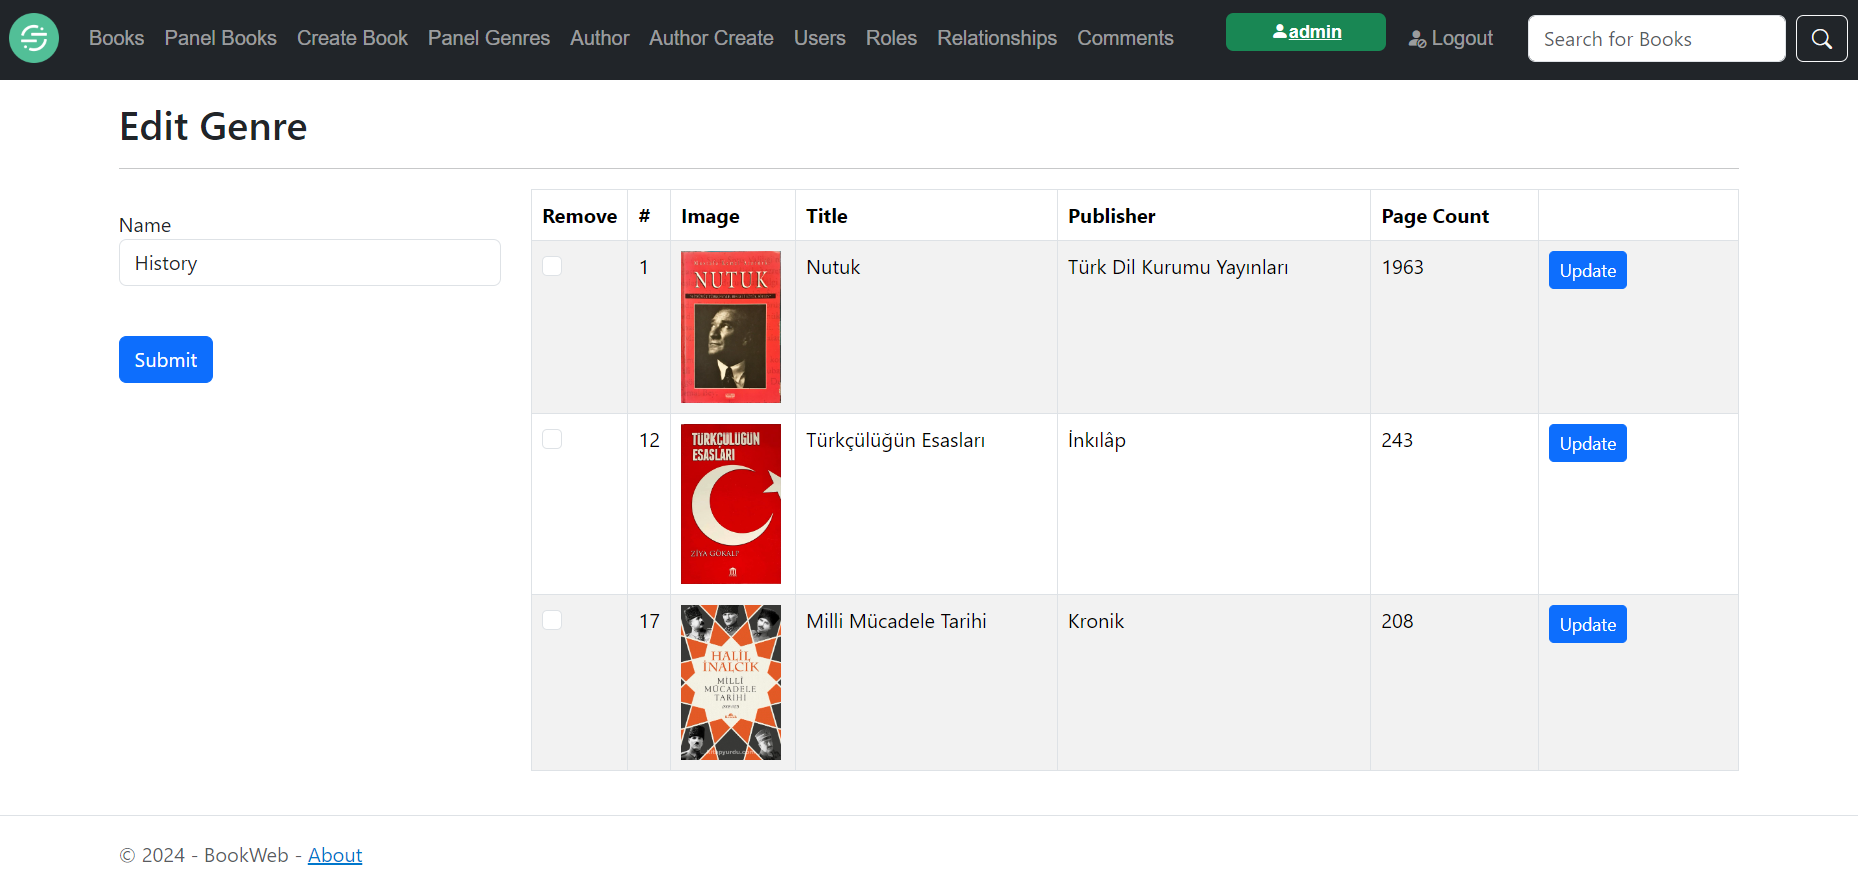 Books Panel Books Create Book Panel Genres Author Author Create Users Roles Relationships Comments admin Logout Search for Books
Edit Genre
Name
History
Submit
Remove # Image Title Publisher Page Count
1 Nutuk Türk Dil Kurumu Yayınları 1963 Update
NUTUK
12 Türkçülüğün Esasları İnkılâp 243 Update
TÜRKÇÜLÜĞÜN
ESASLARI
ZİYA GÖKALP
17 Milli Mücadele Tarihi Kronik 208 Update
HALİL
İNALCIK
MİLLİ
MÜCADELE
TARİHİ
© 2024 - BookWeb - About